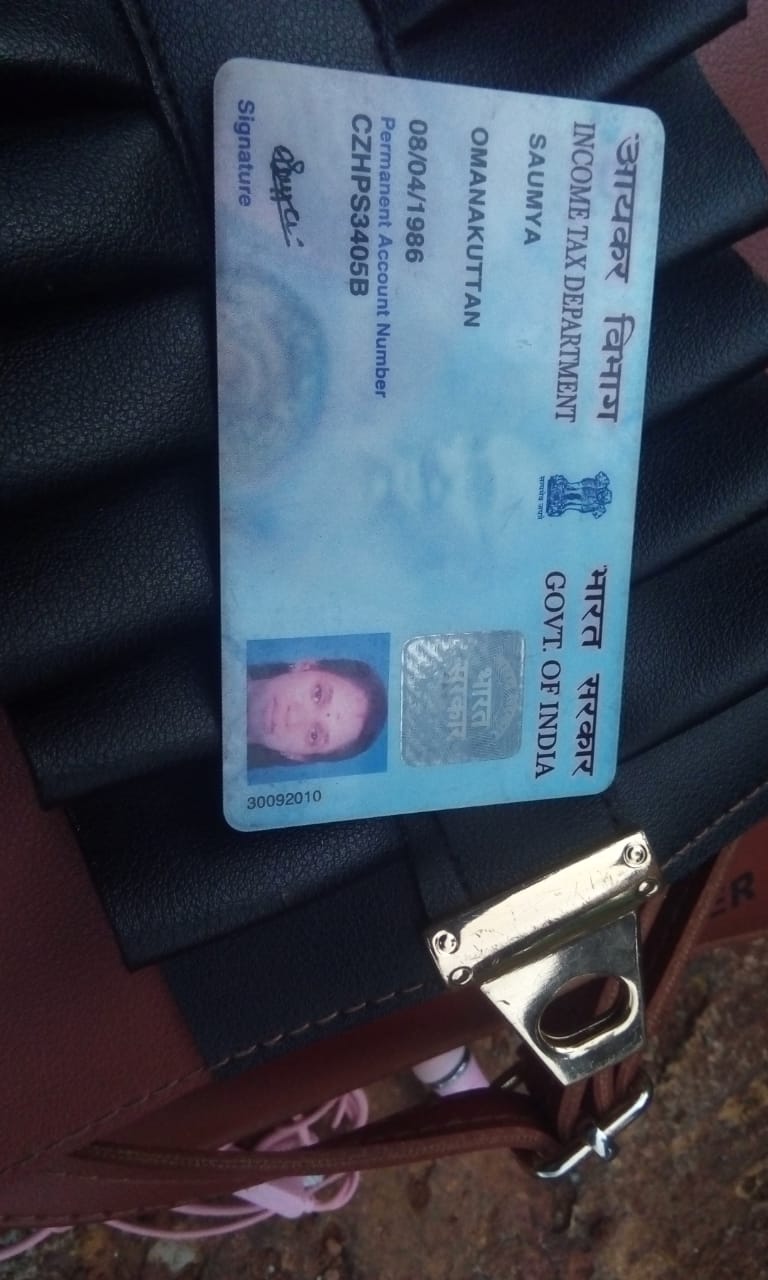 आयकर विभाग
INCOME TAX DEPARTMENT
भारत सरकार
GOVT. OF INDIA
सत्यमेव जयते
SAUMYA
OMANAKUTTAN
08/04/1986
Permanent Account Number
CZHPS3405B
Signature
भारत
सरकार
30092010
ER